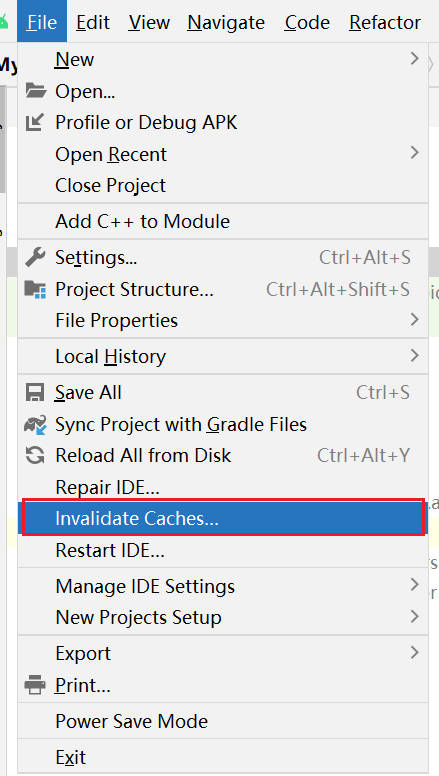 File Edit View Navigate Code Refactor
My
New
Open...
Profile or Debug APK
Open Recent
Close Project
Add C++ to Module
Settings... Ctrl+Alt+S
Project Structure... Ctrl+Alt+Shift+S
File Properties
Local History
Save All Ctrl+S
Sync Project with Gradle Files
Reload All from Disk Ctrl+Alt+Y
Repair IDE...
Invalidate Caches...
Restart IDE...
Manage IDE Settings
New Projects Setup
Export
Print...
Power Save Mode
Exit